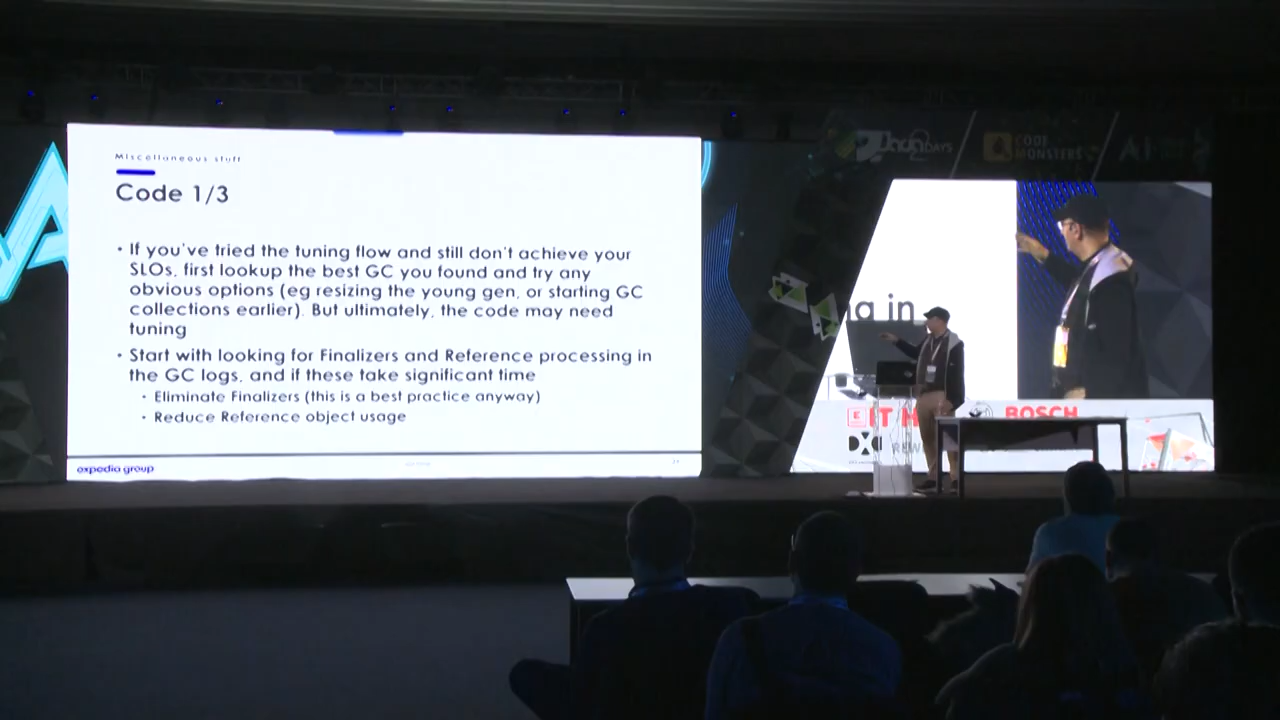 Miscellaneous stuff
Code 1/3
• If you've tried the tuning flow and still don't achieve your
SLOs, first lookup the best GC you found and try any
obvious options (eg resizing the young gen, or starting GC
collections earlier). But ultimately, the code may need
tuning
• Start with looking for Finalizers and Reference processing in
the GC logs, and if these take significant time
• Eliminate Finalizers (this is a best practice anyway)
• Reduce Reference object usage
expedia group
Java2DAYS
CODE
MONSTERS
in
BOSCH